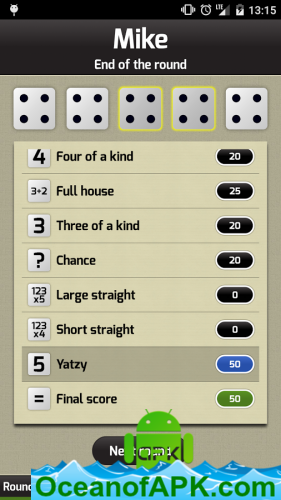 13:15
Mike
End of the round
4 Four of a kind 20
3+2 Full house 25
3 Three of a kind 20
? Chance 20
123 x5 Large straight 0
123 x4 Short straight 0
5 Yatzy 50
= Final score 50
Round
apk
OceanofAPK.com